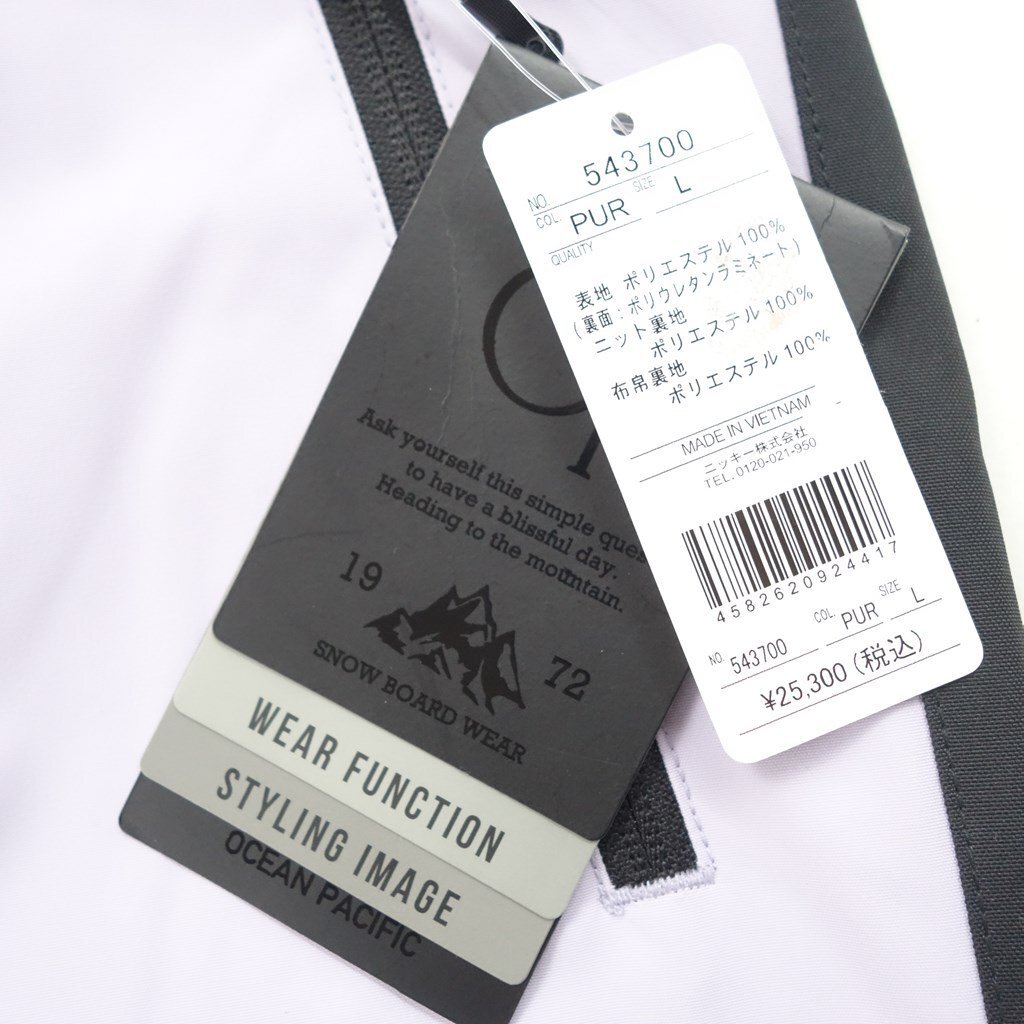 NO. 543700
COL. PUR SIZE L
QUALITY
表地 ポリエステル 100%
(裏面:ポリウレタンラミネート)
ニット裏地
ポリエステル 100%
布帛裏地
ポリエステル 100%
MADE IN VIETNAM
ニッキー株式会社
TEL.0120-021-950
4582620924417
NO. 543700 COL. PUR SIZE L
¥25,300(税込)
Ask yourself this simple ques
to have a blissful day.
Heading to the mountain.
19 72
SNOW BOARD WEAR
WEAR FUNCTION
STYLING IMAGE
OCEAN PACIFIC